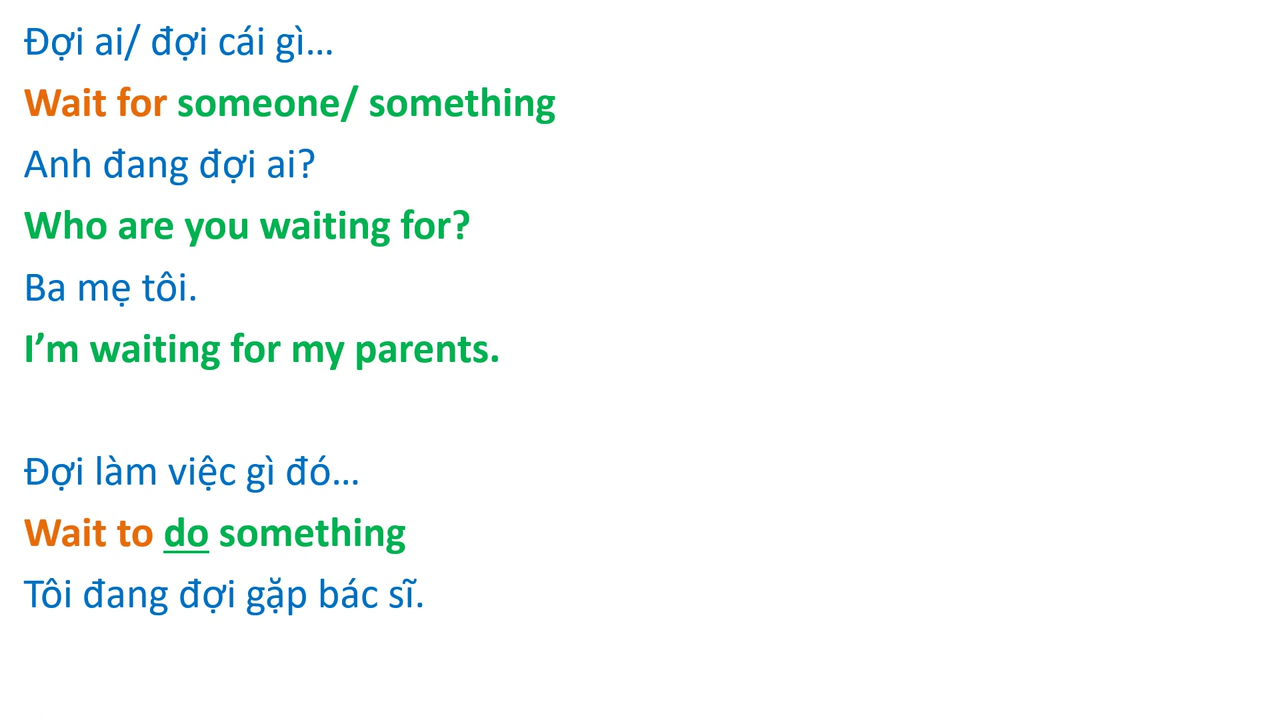 Đợi ai/ đợi cái gì…
Wait for someone/ something
Anh đang đợi ai?
Who are you waiting for?
Ba mẹ tôi.
I’m waiting for my parents.
Đợi làm việc gì đó…
Wait to do something
Tôi đang đợi gặp bác sĩ.